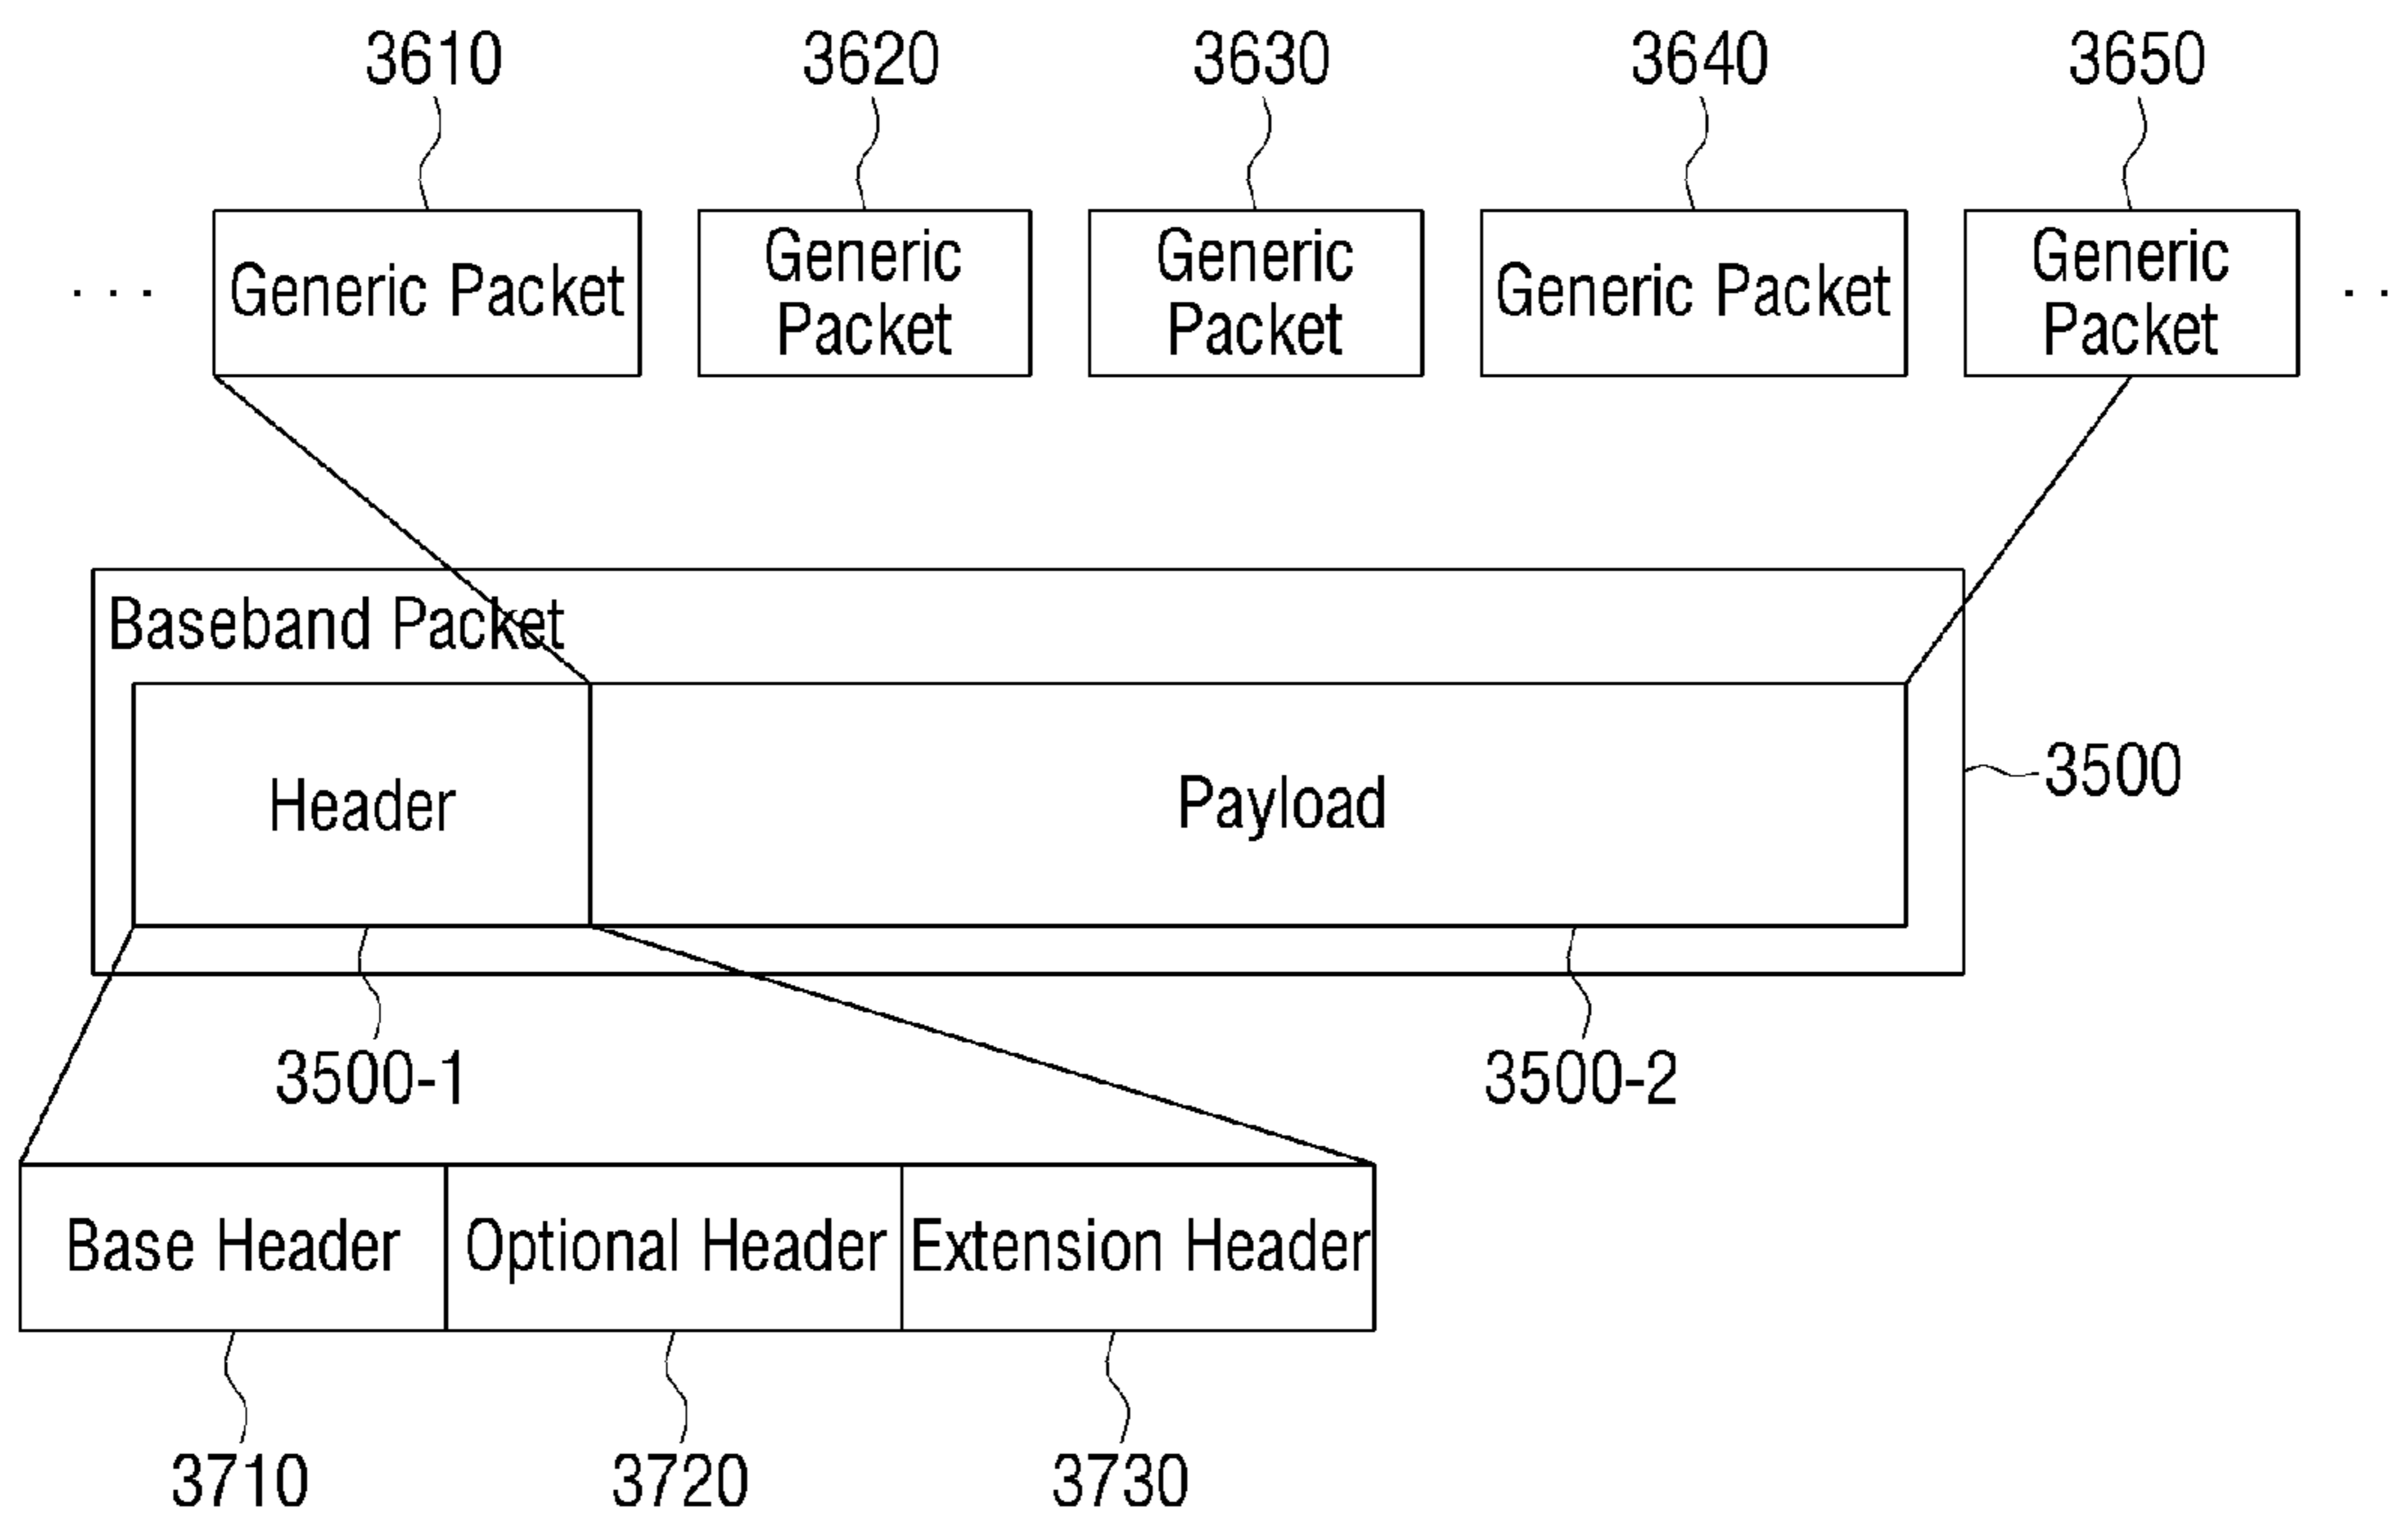 3610 3620 3630 3640 3650
. . . Generic Packet Generic Packet Generic Packet Generic Packet Generic Packet . .
Baseband Packet
Header Payload 3500
3500-1 3500-2
Base Header Optional Header Extension Header
3710 3720 3730